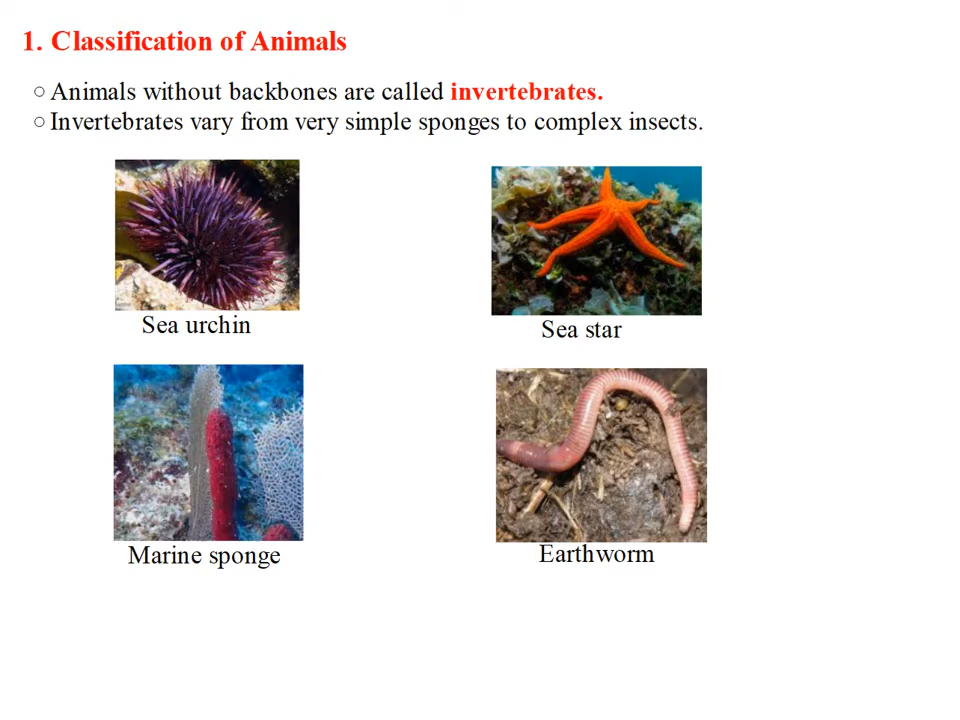 1. Classification of Animals
○ Animals without backbones are called invertebrates.
○ Invertebrates vary from very simple sponges to complex insects.
Sea urchin
Sea star
Marine sponge
Earthworm